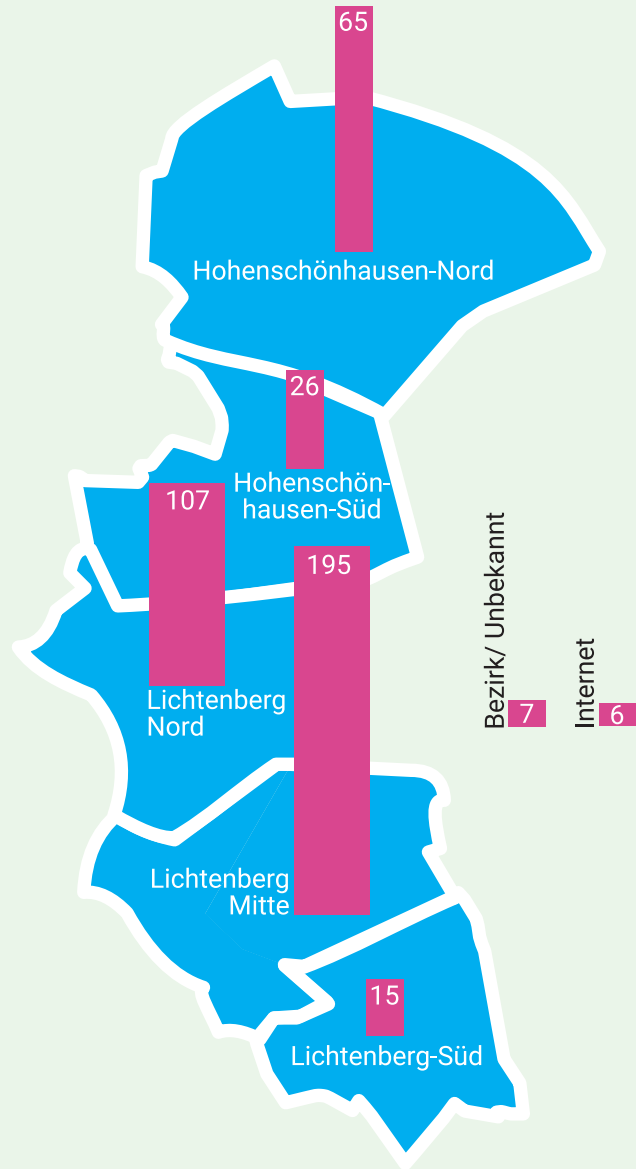 65
Hohenschönhausen-Nord
26
Hohenschön-
hausen-Süd
107
195
Lichtenberg
Nord
Bezirk/ Unbekannt
7
Internet
6
Lichtenberg
Mitte
15
Lichtenberg-Süd